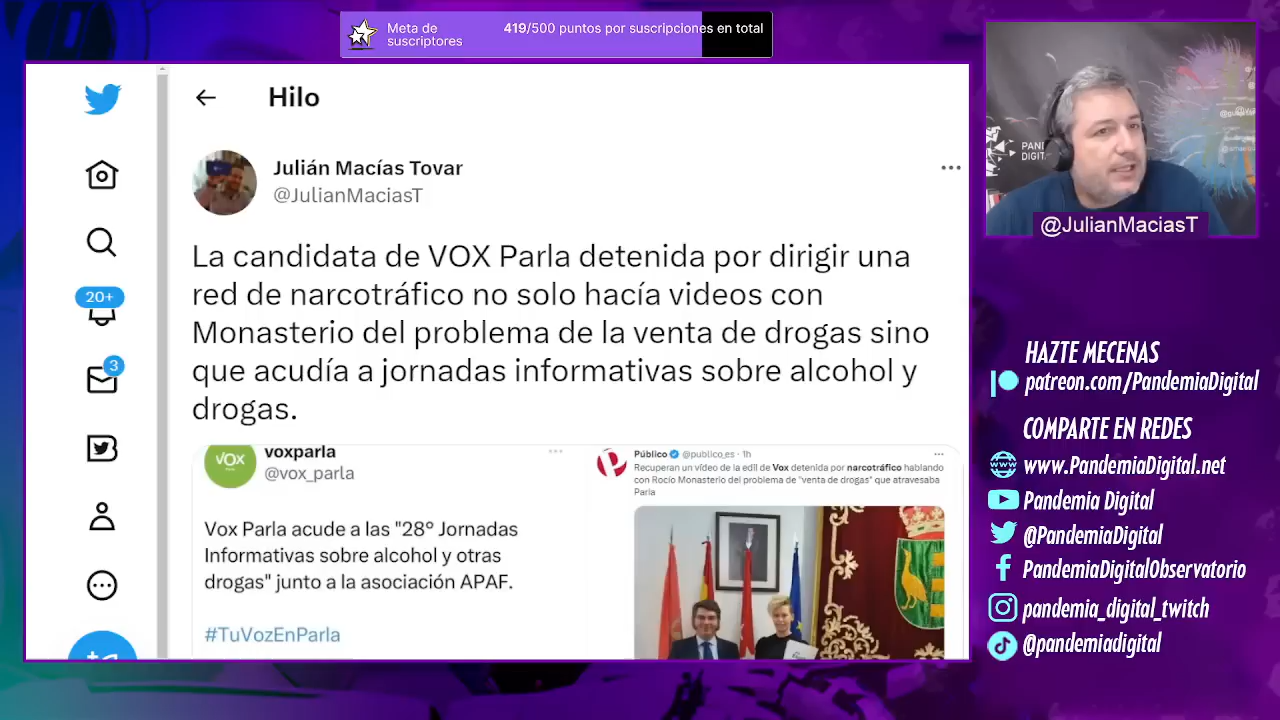 Meta de
suscriptores
419/500 puntos por suscripciones en total
Hilo
Julián Macías Tovar
@JulianMaciasT
20+
3
La candidata de VOX Parla detenida por dirigir una
red de narcotráfico no solo hacía videos con
Monasterio del problema de la venta de drogas sino
que acudía a jornadas informativas sobre alcohol y
drogas.
VOX
voxparla
@vox_parla
Vox Parla acude a las "28° Jornadas
Informativas sobre alcohol y otras
drogas" junto a la asociación APAF.
#TuVozEnParla
Público @publico_es · 1h
Recuperan un vídeo de la edil de Vox detenida por narcotráfico hablando
con Rocío Monasterio del problema de "venta de drogas" que atravesaba
Parla
PAND
DIGIT
@JulianMaciasT
HAZTE MECENAS
patreon.com/PandemiaDigital
COMPARTE EN REDES
www.PandemiaDigital.net
Pandemia Digital
@PandemiaDigital
PandemiaDigitalObservatorio
pandemia_digital_twitch
@pandemiadigital